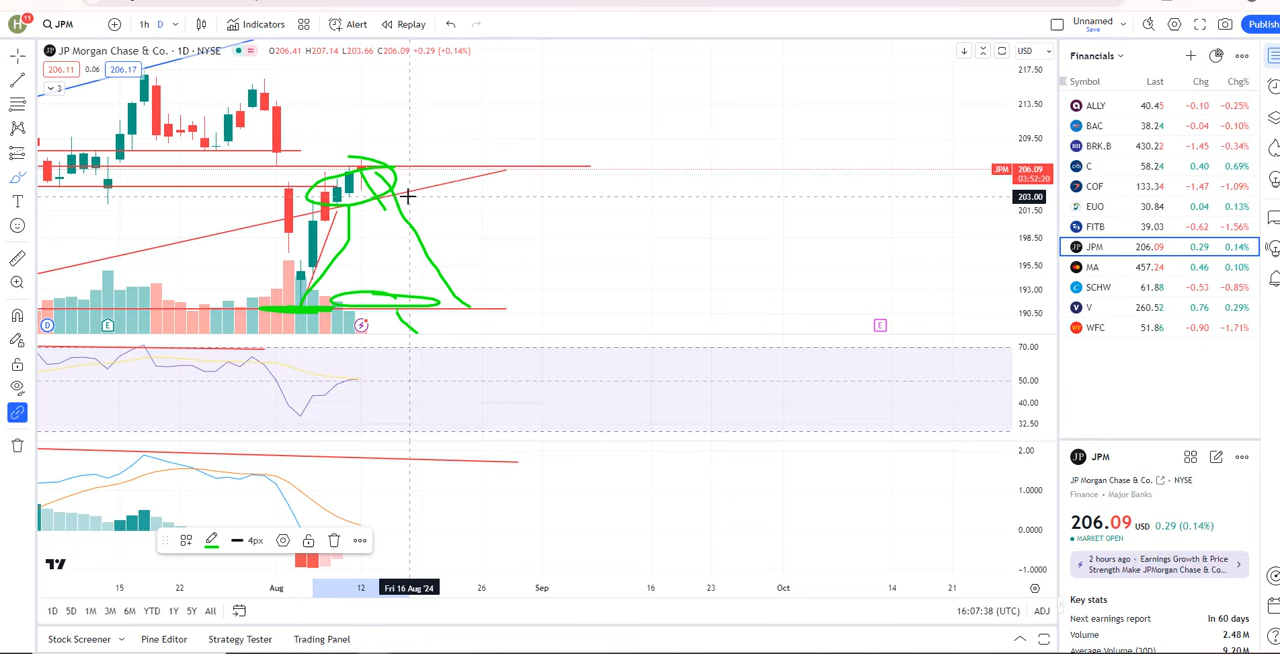 H 11 JPM 1h D Indicators Alert Replay Unnamed Save Publish
JP Morgan Chase & Co. · 1D · NYSE O206.41 H207.14 L203.66 C206.09 +0.29 (+0.14%) USD
206.11 0.06 206.17
3
217.50
213.50
209.50
JPM 206.09
03:52:20
203.00
201.50
198.50
195.50
193.00
190.50
D E E
70.00
50.00
40.00
32.50
2.00
1.0000
0.0000
-1.0000
4px
15 22 Aug 12 Fri 16 Aug '24 26 Sep 16 23 Oct 14 21
1D 5D 1M 3M 6M YTD 1Y 5Y All 16:07:38 (UTC) ADJ
Stock Screener Pine Editor Strategy Tester Trading Panel
Financials
Symbol Last Chg Chg%
ALLY 40.45 −0.10 −0.25%
BAC 38.24 −0.04 −0.10%
BRK.B 430.22 −1.45 −0.34%
C 58.24 0.40 0.69%
COF 133.34 −1.47 −1.09%
EUO 30.84 0.04 0.13%
FITB 39.03 −0.62 −1.56%
JPM 206.09 0.29 0.14%
MA 457.24 0.46 0.10%
SCHW 61.88 −0.53 −0.85%
V 260.52 0.76 0.29%
WFC 51.86 −0.90 −1.71%
JPM
JP Morgan Chase & Co. NYSE
Finance • Major Banks
206.09 USD 0.29 (0.14%)
MARKET OPEN
2 hours ago · Earnings Growth & Price
Strength Make JPMorgan Chase & Co...
Key stats
Next earnings report In 60 days
Volume 2.48 M
Average Volume (30D) 9.20 M